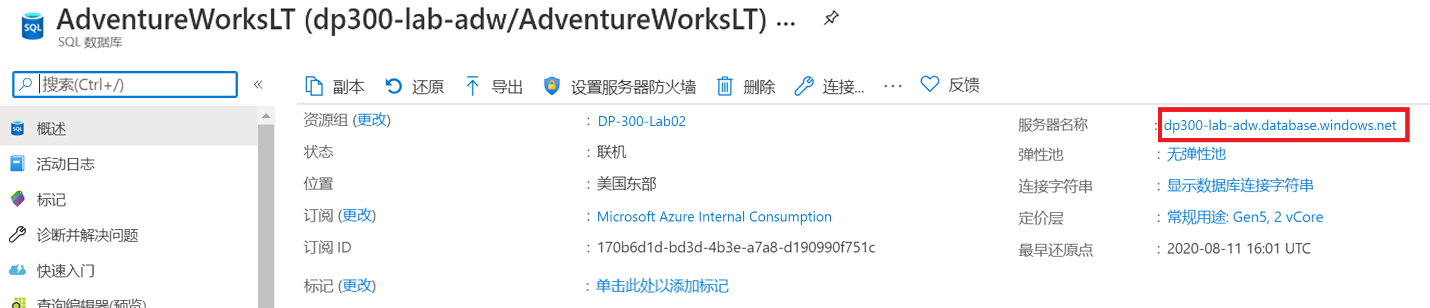 AdventureWorksLT (dp300-lab-adw/AdventureWorksLT) ...
SQL 数据库
搜索(Ctrl+/)
«
副本 还原 导出 设置服务器防火墙 删除 连接... ... 反馈
概述
活动日志
标记
诊断并解决问题
快速入门
查询编辑器(预览)
资源组 (更改) : DP-300-Lab02
状态 : 联机
位置 : 美国东部
订阅 (更改) : Microsoft Azure Internal Consumption
订阅 ID : 170b6d1d-bd3d-4b3e-a7a8-d190990f751c
标记 (更改) : 单击此处以添加标记
服务器名称 : dp300-lab-adw.database.windows.net
弹性池 : 无弹性池
连接字符串 : 显示数据库连接字符串
定价层 : 常规用途: Gen5, 2 vCore
最早还原点 : 2020-08-11 16:01 UTC